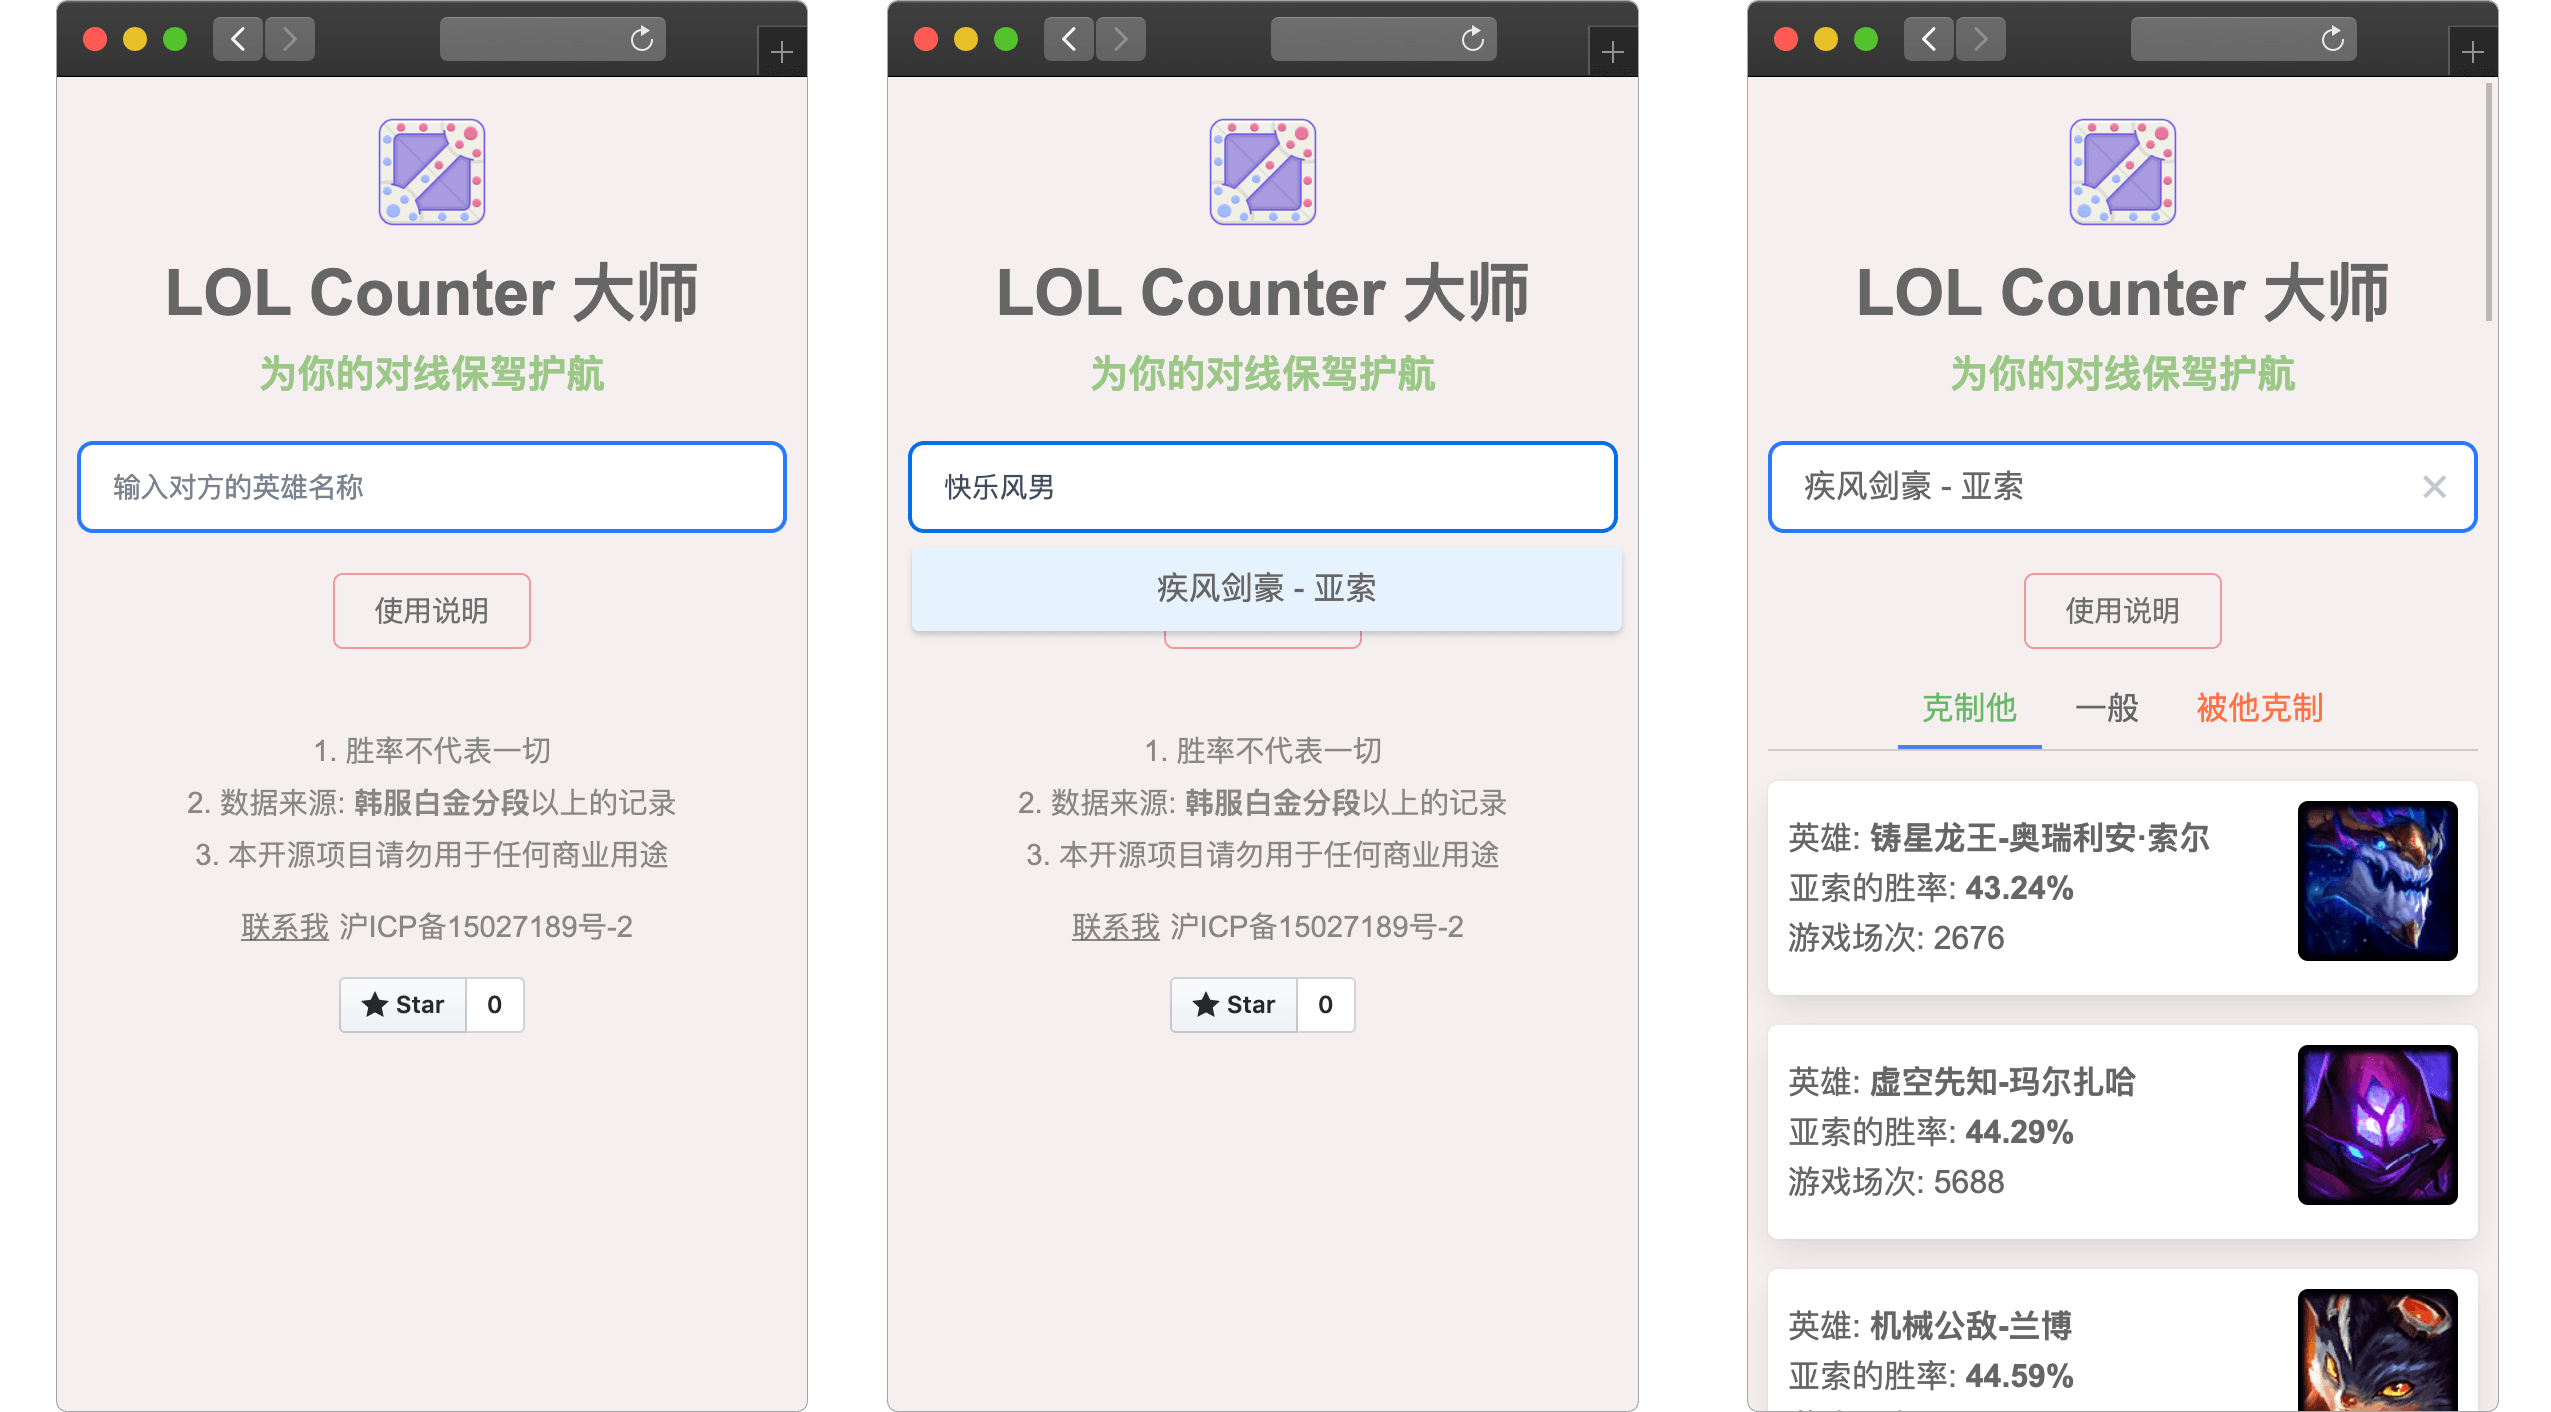 LOL Counter 大师
为你的对线保驾护航
输入对方的英雄名称
使用说明
1. 胜率不代表一切
2. 数据来源: 韩服白金分段以上的记录
3. 本开源项目请勿用于任何商业用途
联系我 沪ICP备15027189号-2
Star 0
LOL Counter 大师
为你的对线保驾护航
快乐风男
疾风剑豪 - 亚索
1. 胜率不代表一切
2. 数据来源: 韩服白金分段以上的记录
3. 本开源项目请勿用于任何商业用途
联系我 沪ICP备15027189号-2
Star 0
LOL Counter 大师
为你的对线保驾护航
疾风剑豪 - 亚索
使用说明
克制他 一般 被他克制
英雄: 铸星龙王-奥瑞利安·索尔
亚索的胜率: 43.24%
游戏场次: 2676
英雄: 虚空先知-玛尔扎哈
亚索的胜率: 44.29%
游戏场次: 5688
英雄: 机械公敌-兰博
亚索的胜率: 44.59%